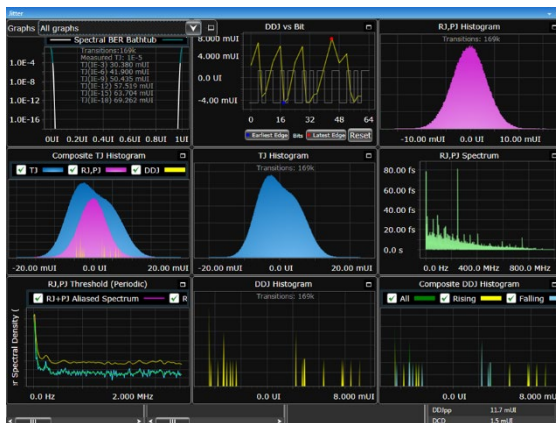 Jitter
Graphs All graphs
Spectral BER Bathtub
Transitions:169k
Measured TJ: 1E-5
TJ(1E-3) 30.380 mUI
TJ(1E-6) 41.900 mUI
TJ(1E-9) 50.435 mUI
TJ(1E-12) 57.519 mUI
TJ(1E-15) 63.704 mUI
TJ(1E-18) 69.262 mUI
1.0E-4
1.0E-8
1.0E-12
1.0E-16
0UI 0.2UI 0.4UI 0.6UI 0.8UI 1UI
DDJ vs Bit
8.000 mUI
4.000 mUI
0.0 UI
-4.00 mUI
0 16 32 48 64
Earliest Edge Bits Latest Edge Reset
RJ,PJ Histogram
Transitions: 169k
-10.00 mUI 0.0 UI 10.00 mUI
Composite TJ Histogram
TJ RJ,PJ DDJ
-20.00 mUI 0.0 UI 20.00 mUI
TJ Histogram
Transitions: 169k
-20.00 mUI 0.0 UI 20.00 mUI
RJ,PJ Spectrum
80.00 fs
60.00 fs
40.00 fs
20.00 fs
0.0 s
0.0 Hz 400.0 MHz 800.0 MHz
RJ,PJ Threshold (Periodic)
RJ+PJ Aliased Spectrum R
r Spectral Density (
0.0 Hz 2.000 MHz
DDJ Histogram
Transitions: 169k
0.0 UI 8.000 mUI
Composite DDJ Histogram
All Rising Falling
0.0 UI 8.000 mUI
DDJpp 11.7 mUI
DCD 1.5 mUI